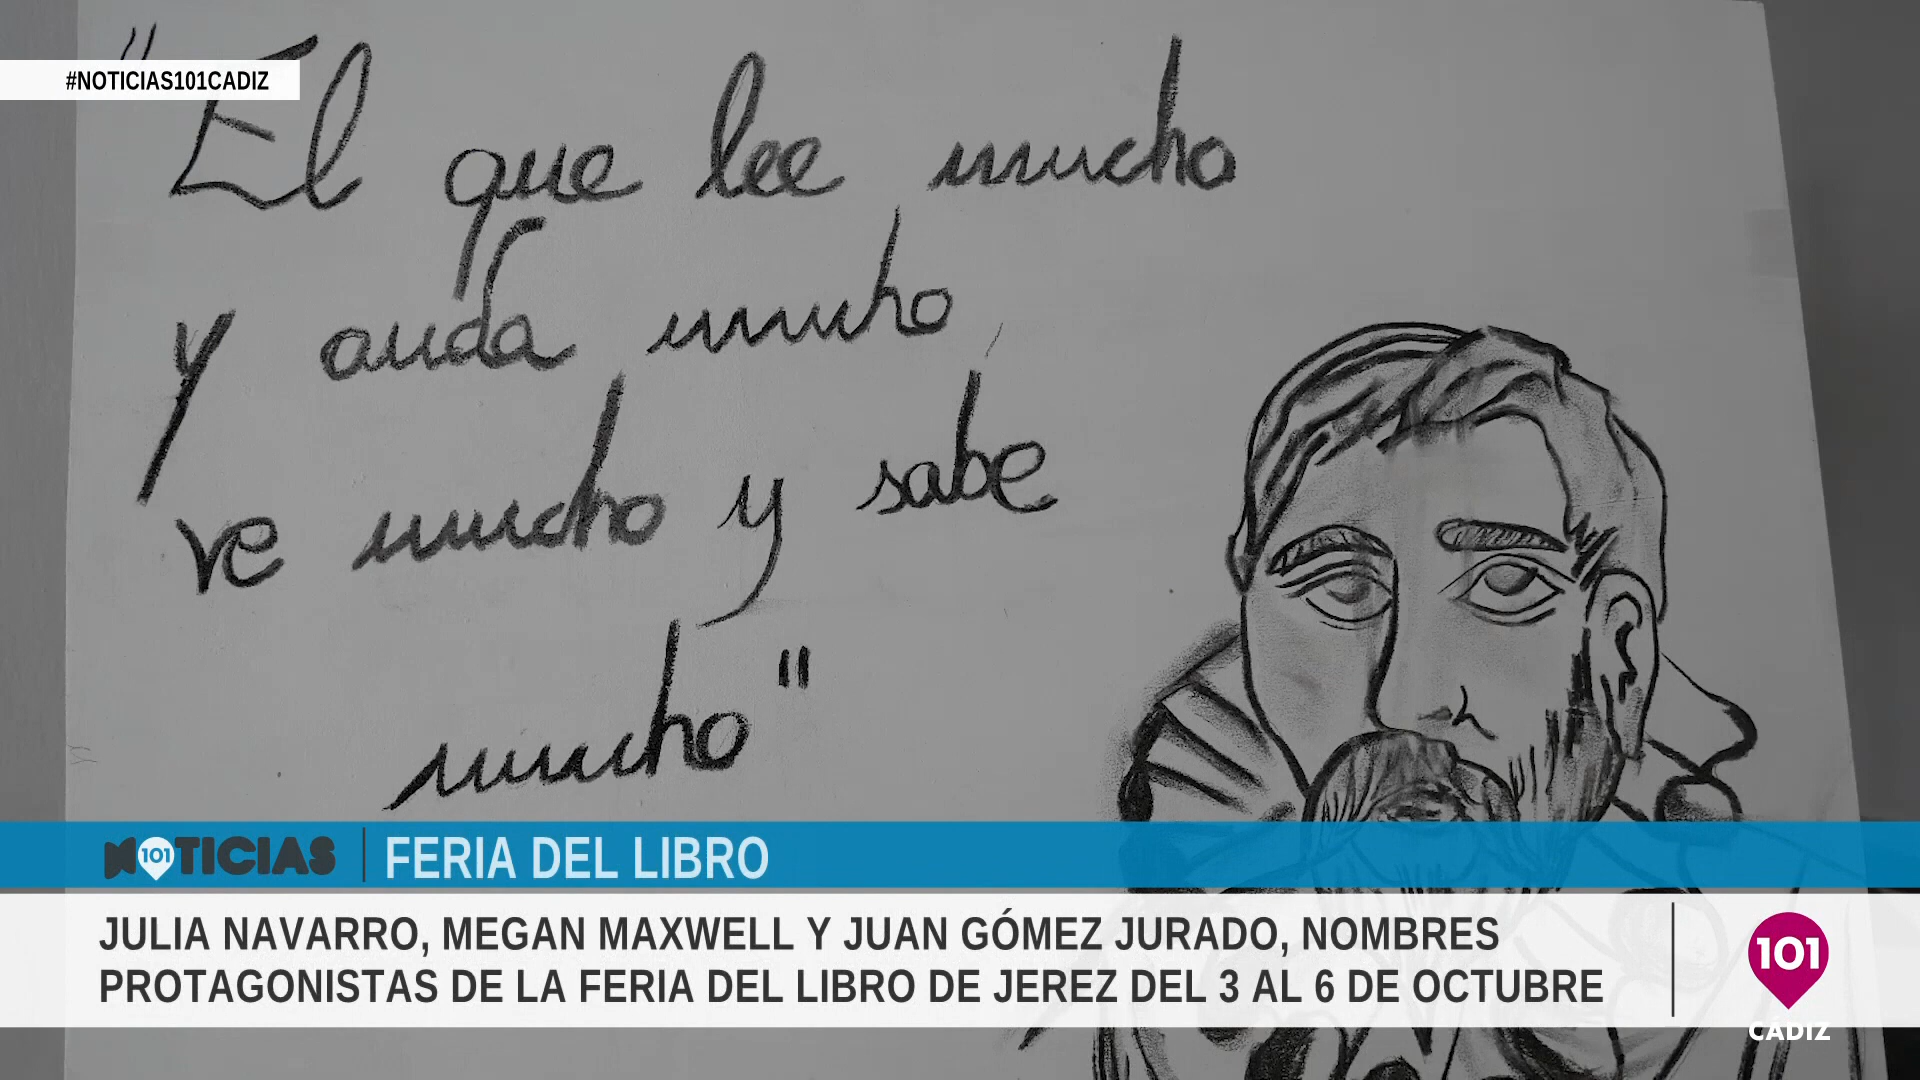 #NOTICIAS101CADIZ
"El que lee mucho
y anda mucho,
ve mucho y sabe
mucho"
NOTICIAS 101
FERIA DEL LIBRO
JULIA NAVARRO, MEGAN MAXWELL Y JUAN GÓMEZ JURADO, NOMBRES
PROTAGONISTAS DE LA FERIA DEL LIBRO DE JEREZ DEL 3 AL 6 DE OCTUBRE
101
CÁDIZ